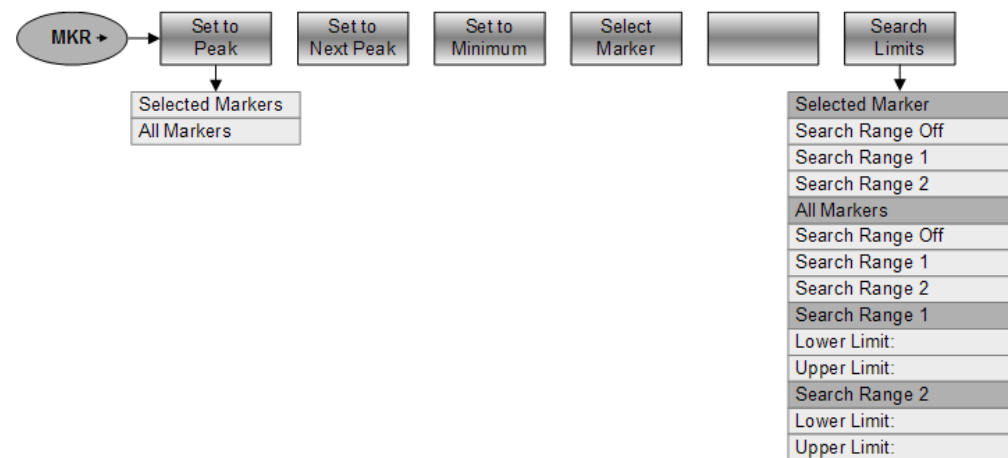 MKR →
Set to
Peak
Set to
Next Peak
Set to
Minimum
Select
Marker
Search
Limits
Selected Markers
All Markers
Selected Marker
Search Range Off
Search Range 1
Search Range 2
All Markers
Search Range Off
Search Range 1
Search Range 2
Search Range 1
Lower Limit:
Upper Limit:
Search Range 2
Lower Limit:
Upper Limit: